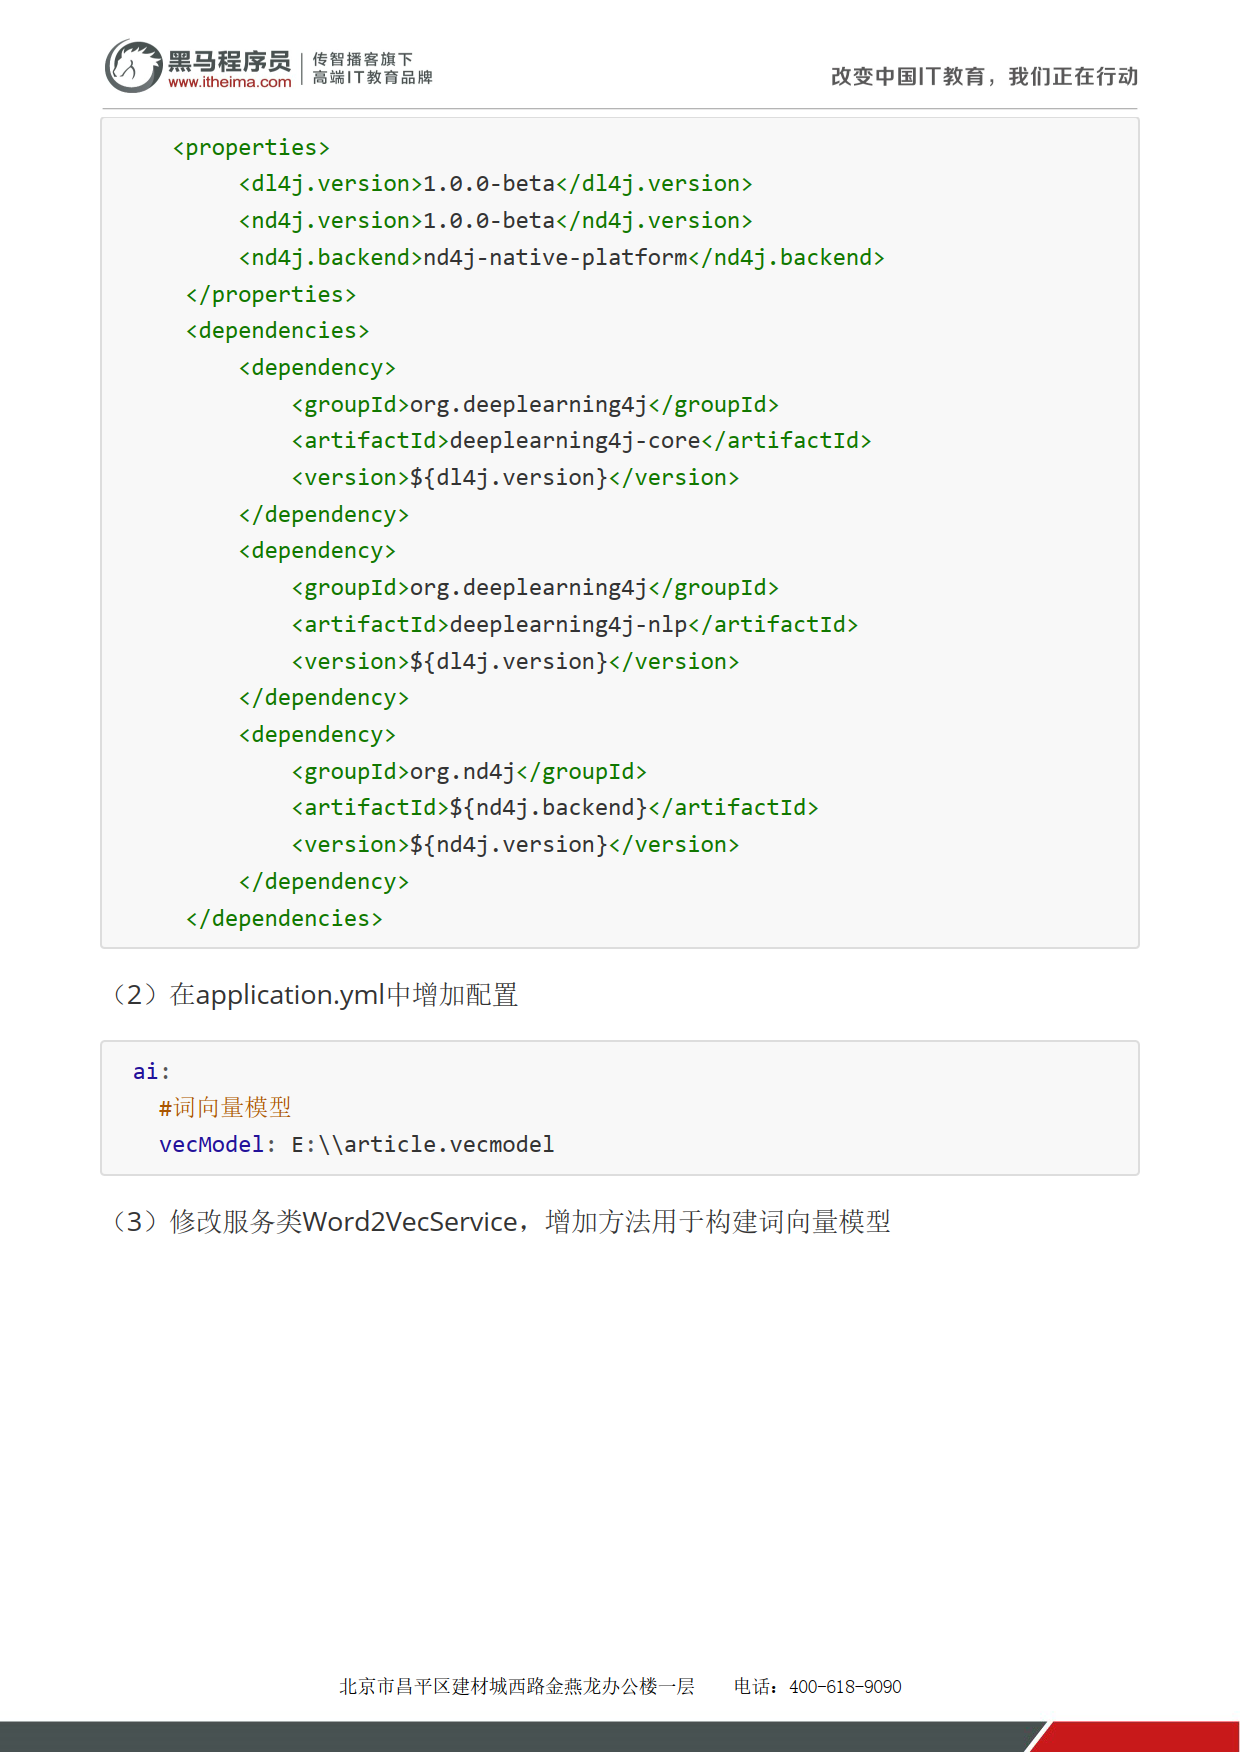 黑马程序员
www.itheima.com
传智播客旗下
高端IT教育品牌
改变中国IT教育，我们正在行动
<properties>
<dl4j.version>1.0.0-beta</dl4j.version>
<nd4j.version>1.0.0-beta</nd4j.version>
<nd4j.backend>nd4j-native-platform</nd4j.backend>
</properties>
<dependencies>
<dependency>
<groupId>org.deeplearning4j</groupId>
<artifactId>deeplearning4j-core</artifactId>
<version>${dl4j.version}</version>
</dependency>
<dependency>
<groupId>org.deeplearning4j</groupId>
<artifactId>deeplearning4j-nlp</artifactId>
<version>${dl4j.version}</version>
</dependency>
<dependency>
<groupId>org.nd4j</groupId>
<artifactId>${nd4j.backend}</artifactId>
<version>${nd4j.version}</version>
</dependency>
</dependencies>
（2）在application.yml中增加配置
ai:
#词向量模型
vecModel: E:\\article.vecmodel
（3）修改服务类Word2VecService，增加方法用于构建词向量模型
北京市昌平区建材城西路金燕龙办公楼一层 电话：400-618-9090